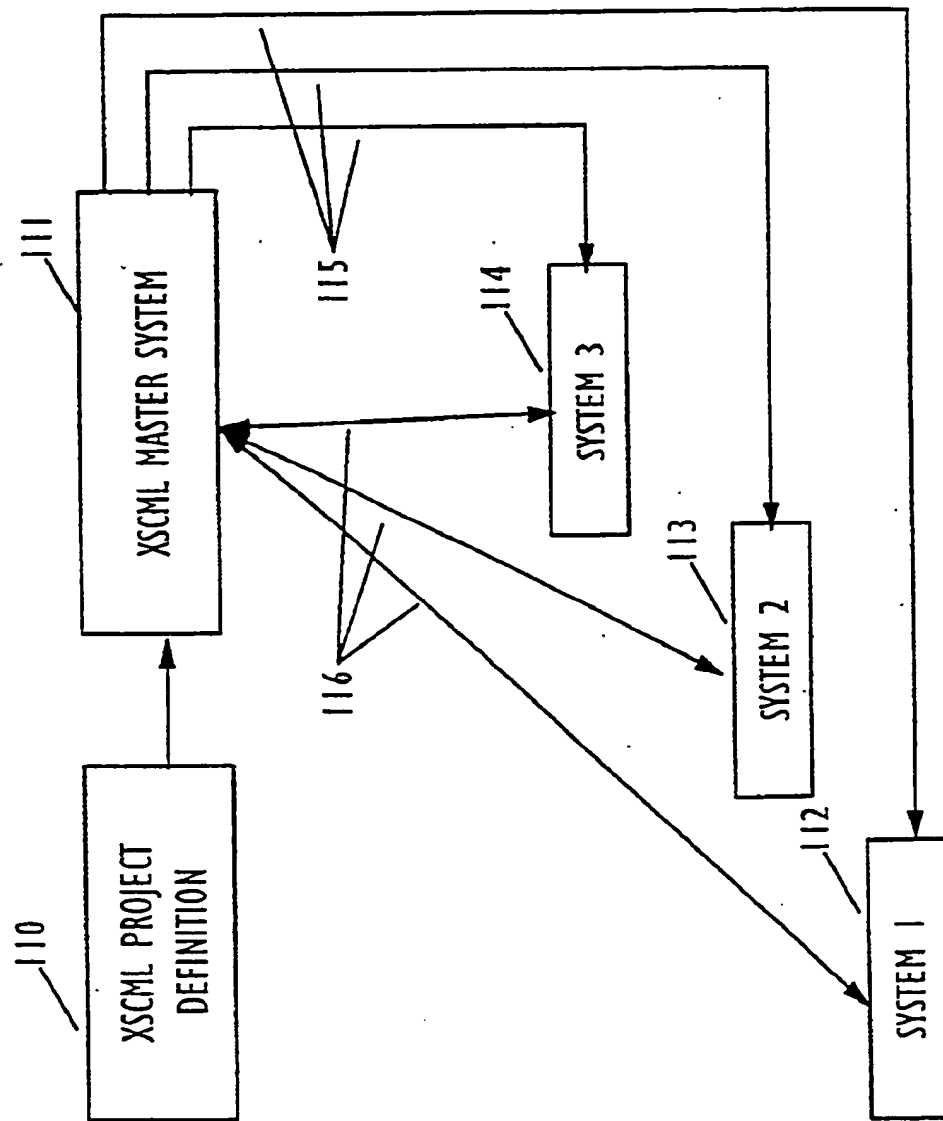 110
XSCML PROJECT
DEFINITION
111
XSCML MASTER SYSTEM
115
116
112
SYSTEM 1
113
SYSTEM 2
114
SYSTEM 3